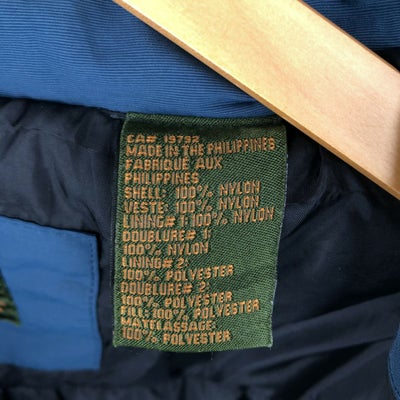 CA# 19792
MADE IN THE PHILIPPINES
FABRIQUE AUX
PHILIPPINES
SHELL: 100% NYLON
VESTE: 100% NYLON
LINING# 1: 100% NYLON
DOUBLURE# 1:
100% NYLON
LINING# 2:
100% POLYESTER
DOUBLURE# 2:
100% POLYESTER
FILL: 100% POLYESTER
MATELASSAGE:
100% POLYESTER